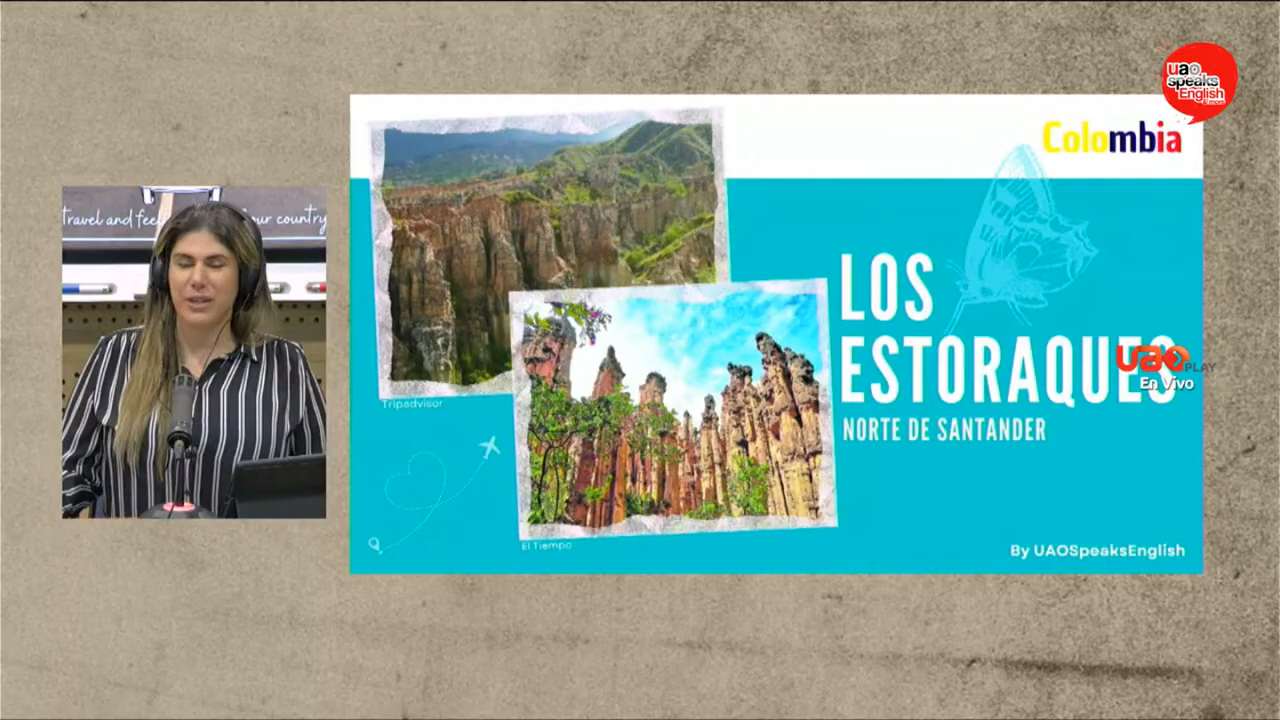 uao
speaks
English
& more
Colombia
travel and fee
our country
LOS
ESTORAQUES
uao PLAY
En Vivo
NORTE DE SANTANDER
Tripadvisor
El Tiempo
By UAOSpeaksEnglish